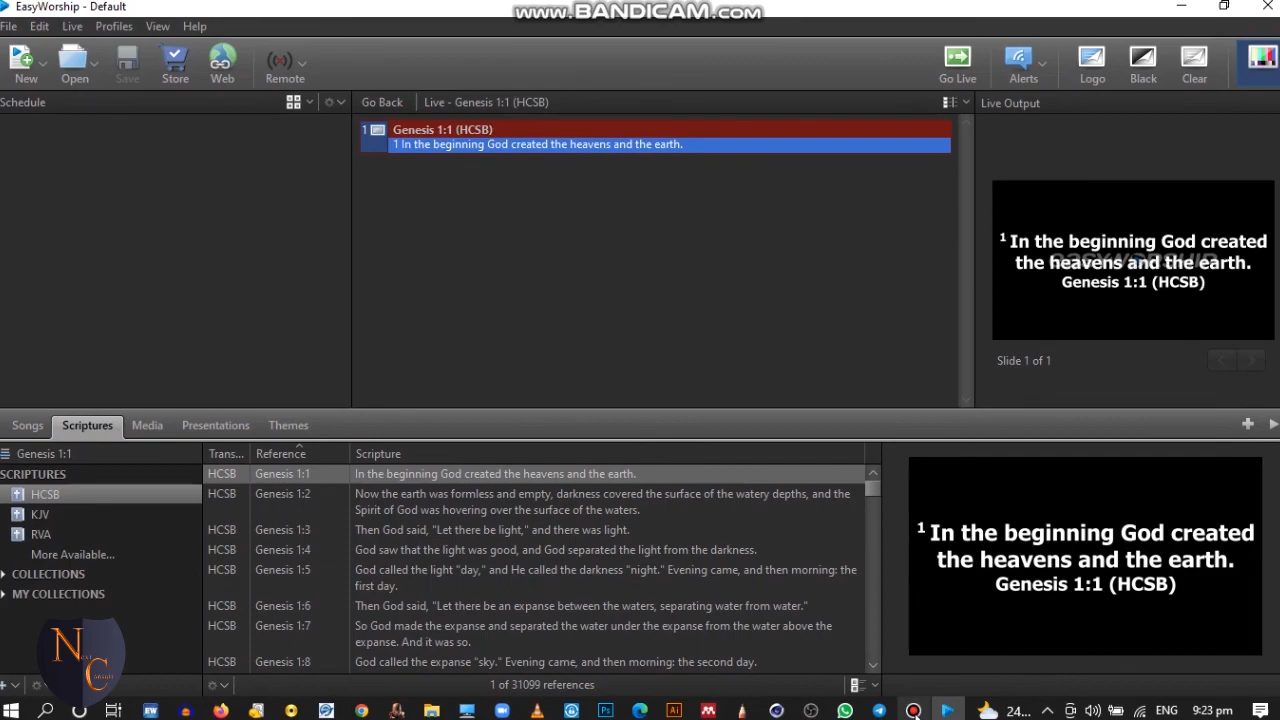 EasyWorship - Default
www.BANDICAM.com
File Edit Live Profiles View Help
New Open Save Store Web Remote Go Live Alerts Logo Black Clear
Schedule Go Back Live - Genesis 1:1 (HCSB) Live Output
1 Genesis 1:1 (HCSB)
1 In the beginning God created the heavens and the earth.
1 In the beginning God created
the heavens and the earth.
Genesis 1:1 (HCSB)
Slide 1 of 1
Songs Scriptures Media Presentations Themes
Genesis 1:1 Trans... Reference Scripture
SCRIPTURES
HCSB
KJV
RVA
More Available...
COLLECTIONS
MY COLLECTIONS
HCSB Genesis 1:1 In the beginning God created the heavens and the earth.
HCSB Genesis 1:2 Now the earth was formless and empty, darkness covered the surface of the watery depths, and the
Spirit of God was hovering over the surface of the waters.
HCSB Genesis 1:3 Then God said, "Let there be light," and there was light.
HCSB Genesis 1:4 God saw that the light was good, and God separated the light from the darkness.
HCSB Genesis 1:5 God called the light "day," and He called the darkness "night." Evening came, and then morning: the
first day.
HCSB Genesis 1:6 Then God said, "Let there be an expanse between the waters, separating water from water."
HCSB Genesis 1:7 So God made the expanse and separated the water under the expanse from the water above the
expanse. And it was so.
HCSB Genesis 1:8 God called the expanse "sky." Evening came, and then morning: the second day.
1 of 31099 references
1 In the beginning God created
the heavens and the earth.
Genesis 1:1 (HCSB)
N C
Ps Ai
24... ENG 9:23 pm